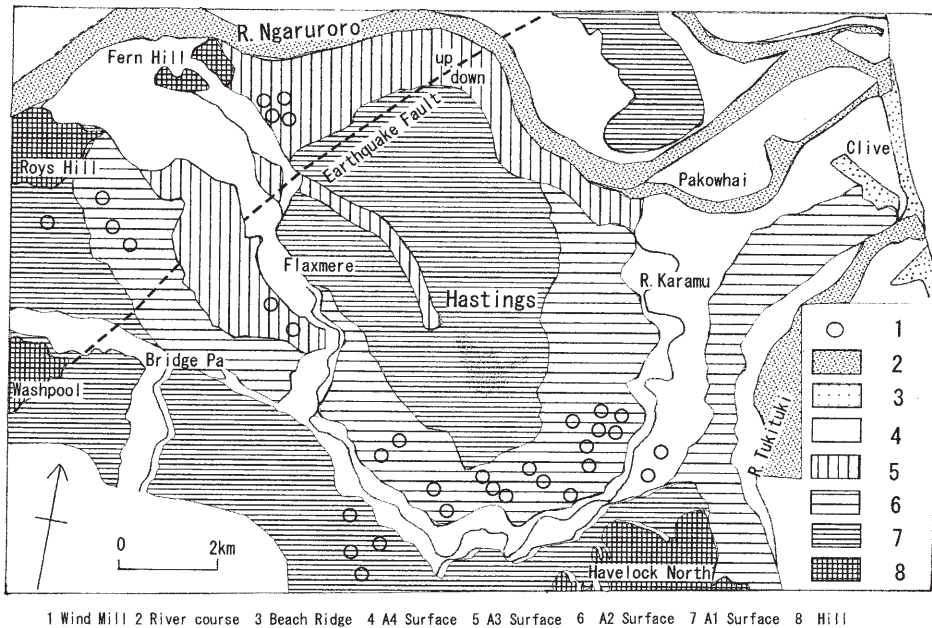 R. Ngaruroro
Fern Hill
up
down
Earthquake Fault
Clive
Roys Hill
Pakowhai
Flaxmere
R. Karamu
Hastings
Bridge Pa
Washpool
R. Tukituki
Havelock North
0 2km
1
2
3
4
5
6
7
8
1 Wind Mill 2 River course 3 Beach Ridge 4 A4 Surface 5 A3 Surface 6 A2 Surface 7 A1 Surface 8 Hill